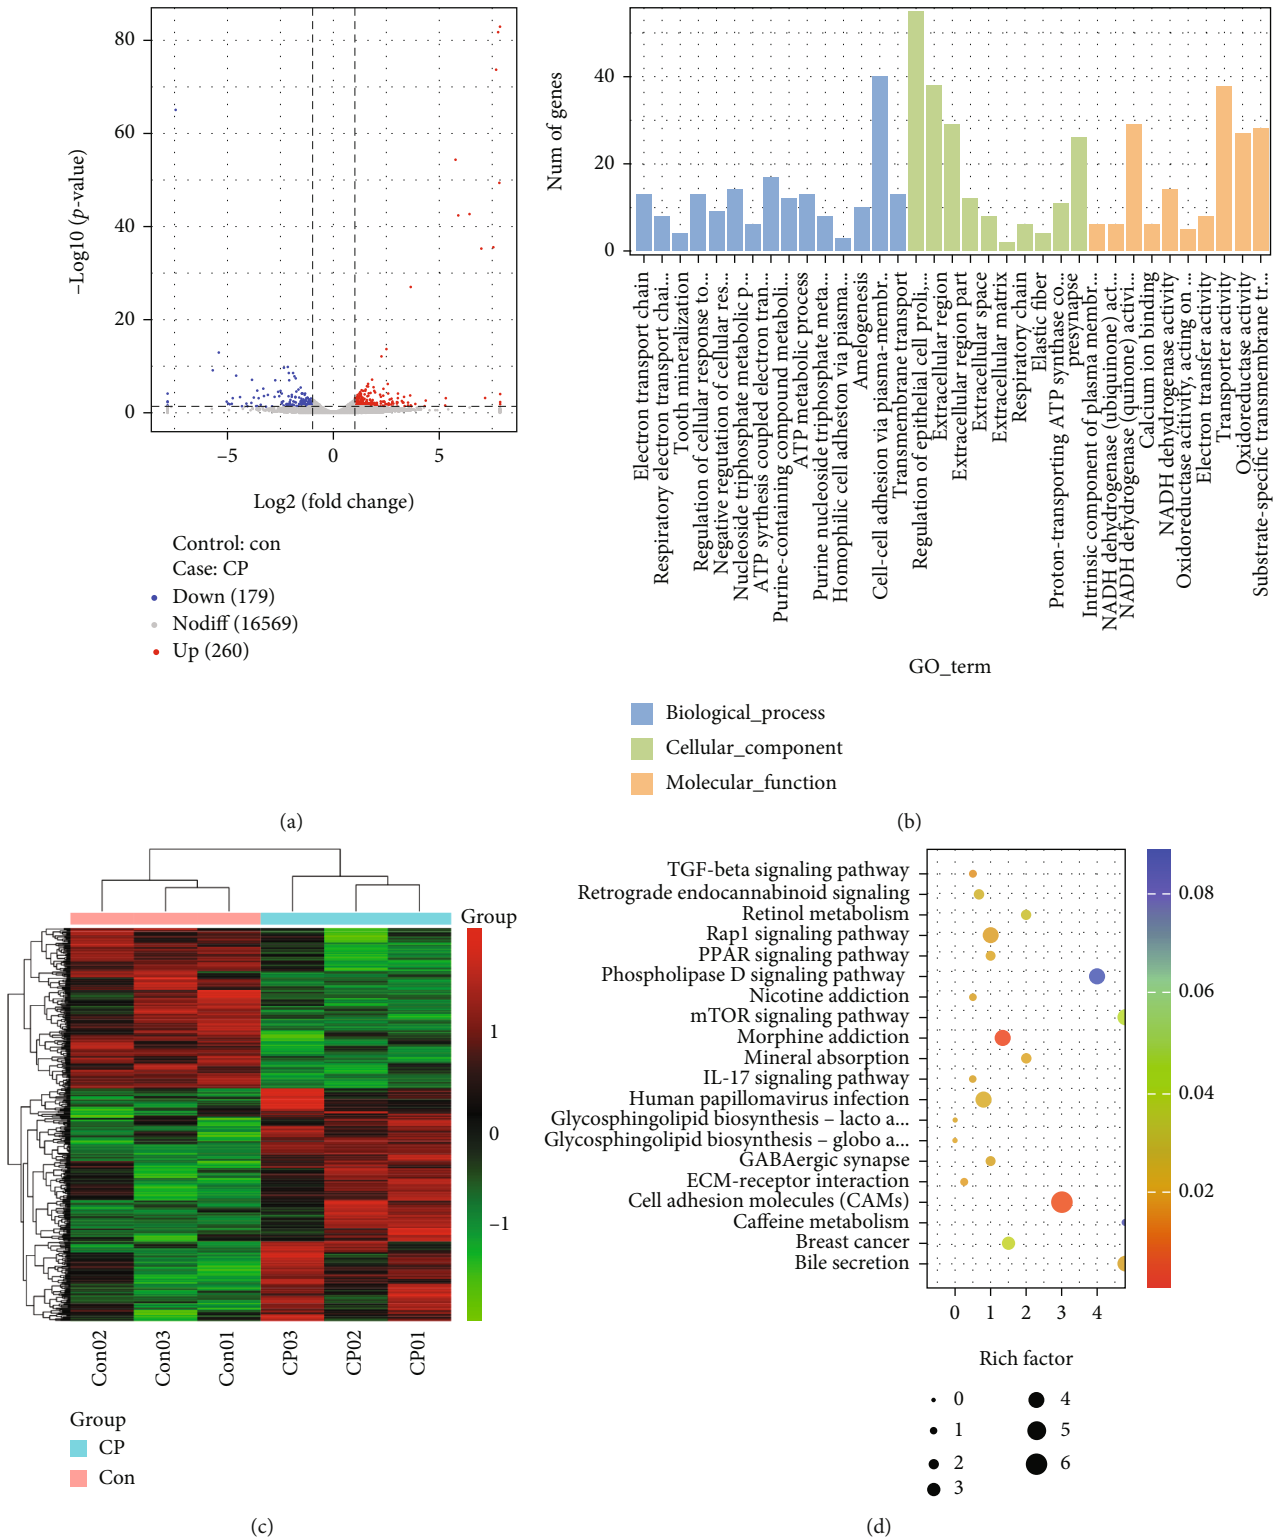 80
60
40
20
0
−Log10 (p-value)
−5
0
5
Log2 (fold change)
Control: con
Case: CP
Down (179)
Nodiff (16569)
Up (260)
(a)
Num of genes
40
20
0
Electron transport chain
Respiratory electron transport chai...
Tooth mineralization
Regulation of cellular response to...
Negative regutation of cellular res...
Nucleoside triphosphate metabolic p...
ATP syrthesis coupled electron tran...
Purine-containing compound metaboli...
ATP metabolic process
Purine nucleoside triphosphate meta...
Homophilic cell adheston via piasma...
Amelogenesis
Cell-cell adhesion via plasma-membr..
Transmembrane transport
Regulation of epithelial cell proli,...
Extracellular region
Extracellular region part
Extracellular space
Extracellular matrix
Respiratory chain
Elastic fiber
Proton-transporting ATP synthase co...
presynapse
Intrinsic component of plasma membr...
NADH dehydrogenase (ubiquinone) act...
NADH defydrogenase (quinone) activi...
Calcium ion binding
NADH dehydrogenase activity
Oxidoreductase acitivity, acting on ...
Electron transfer activity
Transporter activity
Oxidoreductase activity
Substrate-specific transmembrane tr...
GO_term
Biological_process
Cellular_component
Molecular_function
(b)
Group
1
0
−1
Con02
Con03
Con01
CP03
CP02
CP01
Group
CP
Con
(c)
TGF-beta signaling pathway
Retrograde endocannabinoid signaling
Retinol metabolism
Rap1 signaling pathway
PPAR signaling pathway
Phospholipase D signaling pathway
Nicotine addiction
mTOR signaling pathway
Morphine addiction
Mineral absorption
IL-17 signaling pathway
Human papillomavirus infection
Glycosphingolipid biosynthesis – lacto a...
Glycosphingolipid biosynthesis – globo a...
GABAergic synapse
ECM-receptor interaction
Cell adhesion molecules (CAMs)
Caffeine metabolism
Breast cancer
Bile secretion
0 1 2 3 4
Rich factor
0.08
0.06
0.04
0.02
0 4
1 5
2 6
3
(d)